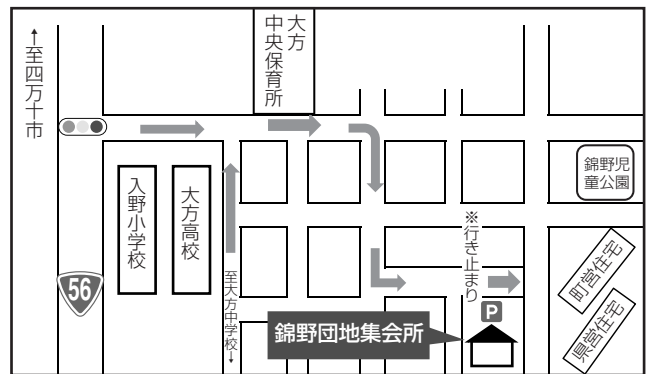 ↑至四万十市
大方
中央保育所
入野小学校
大方高校
至大方中学校↓
※行き止まり
錦野児
童公園
町営住宅
県営住宅
56
P
錦野団地集会所